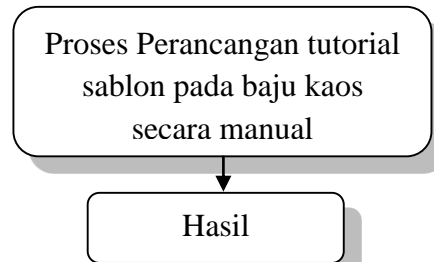 Proses Perancangan tutorial
sablon pada baju kaos
secara manual
Hasil